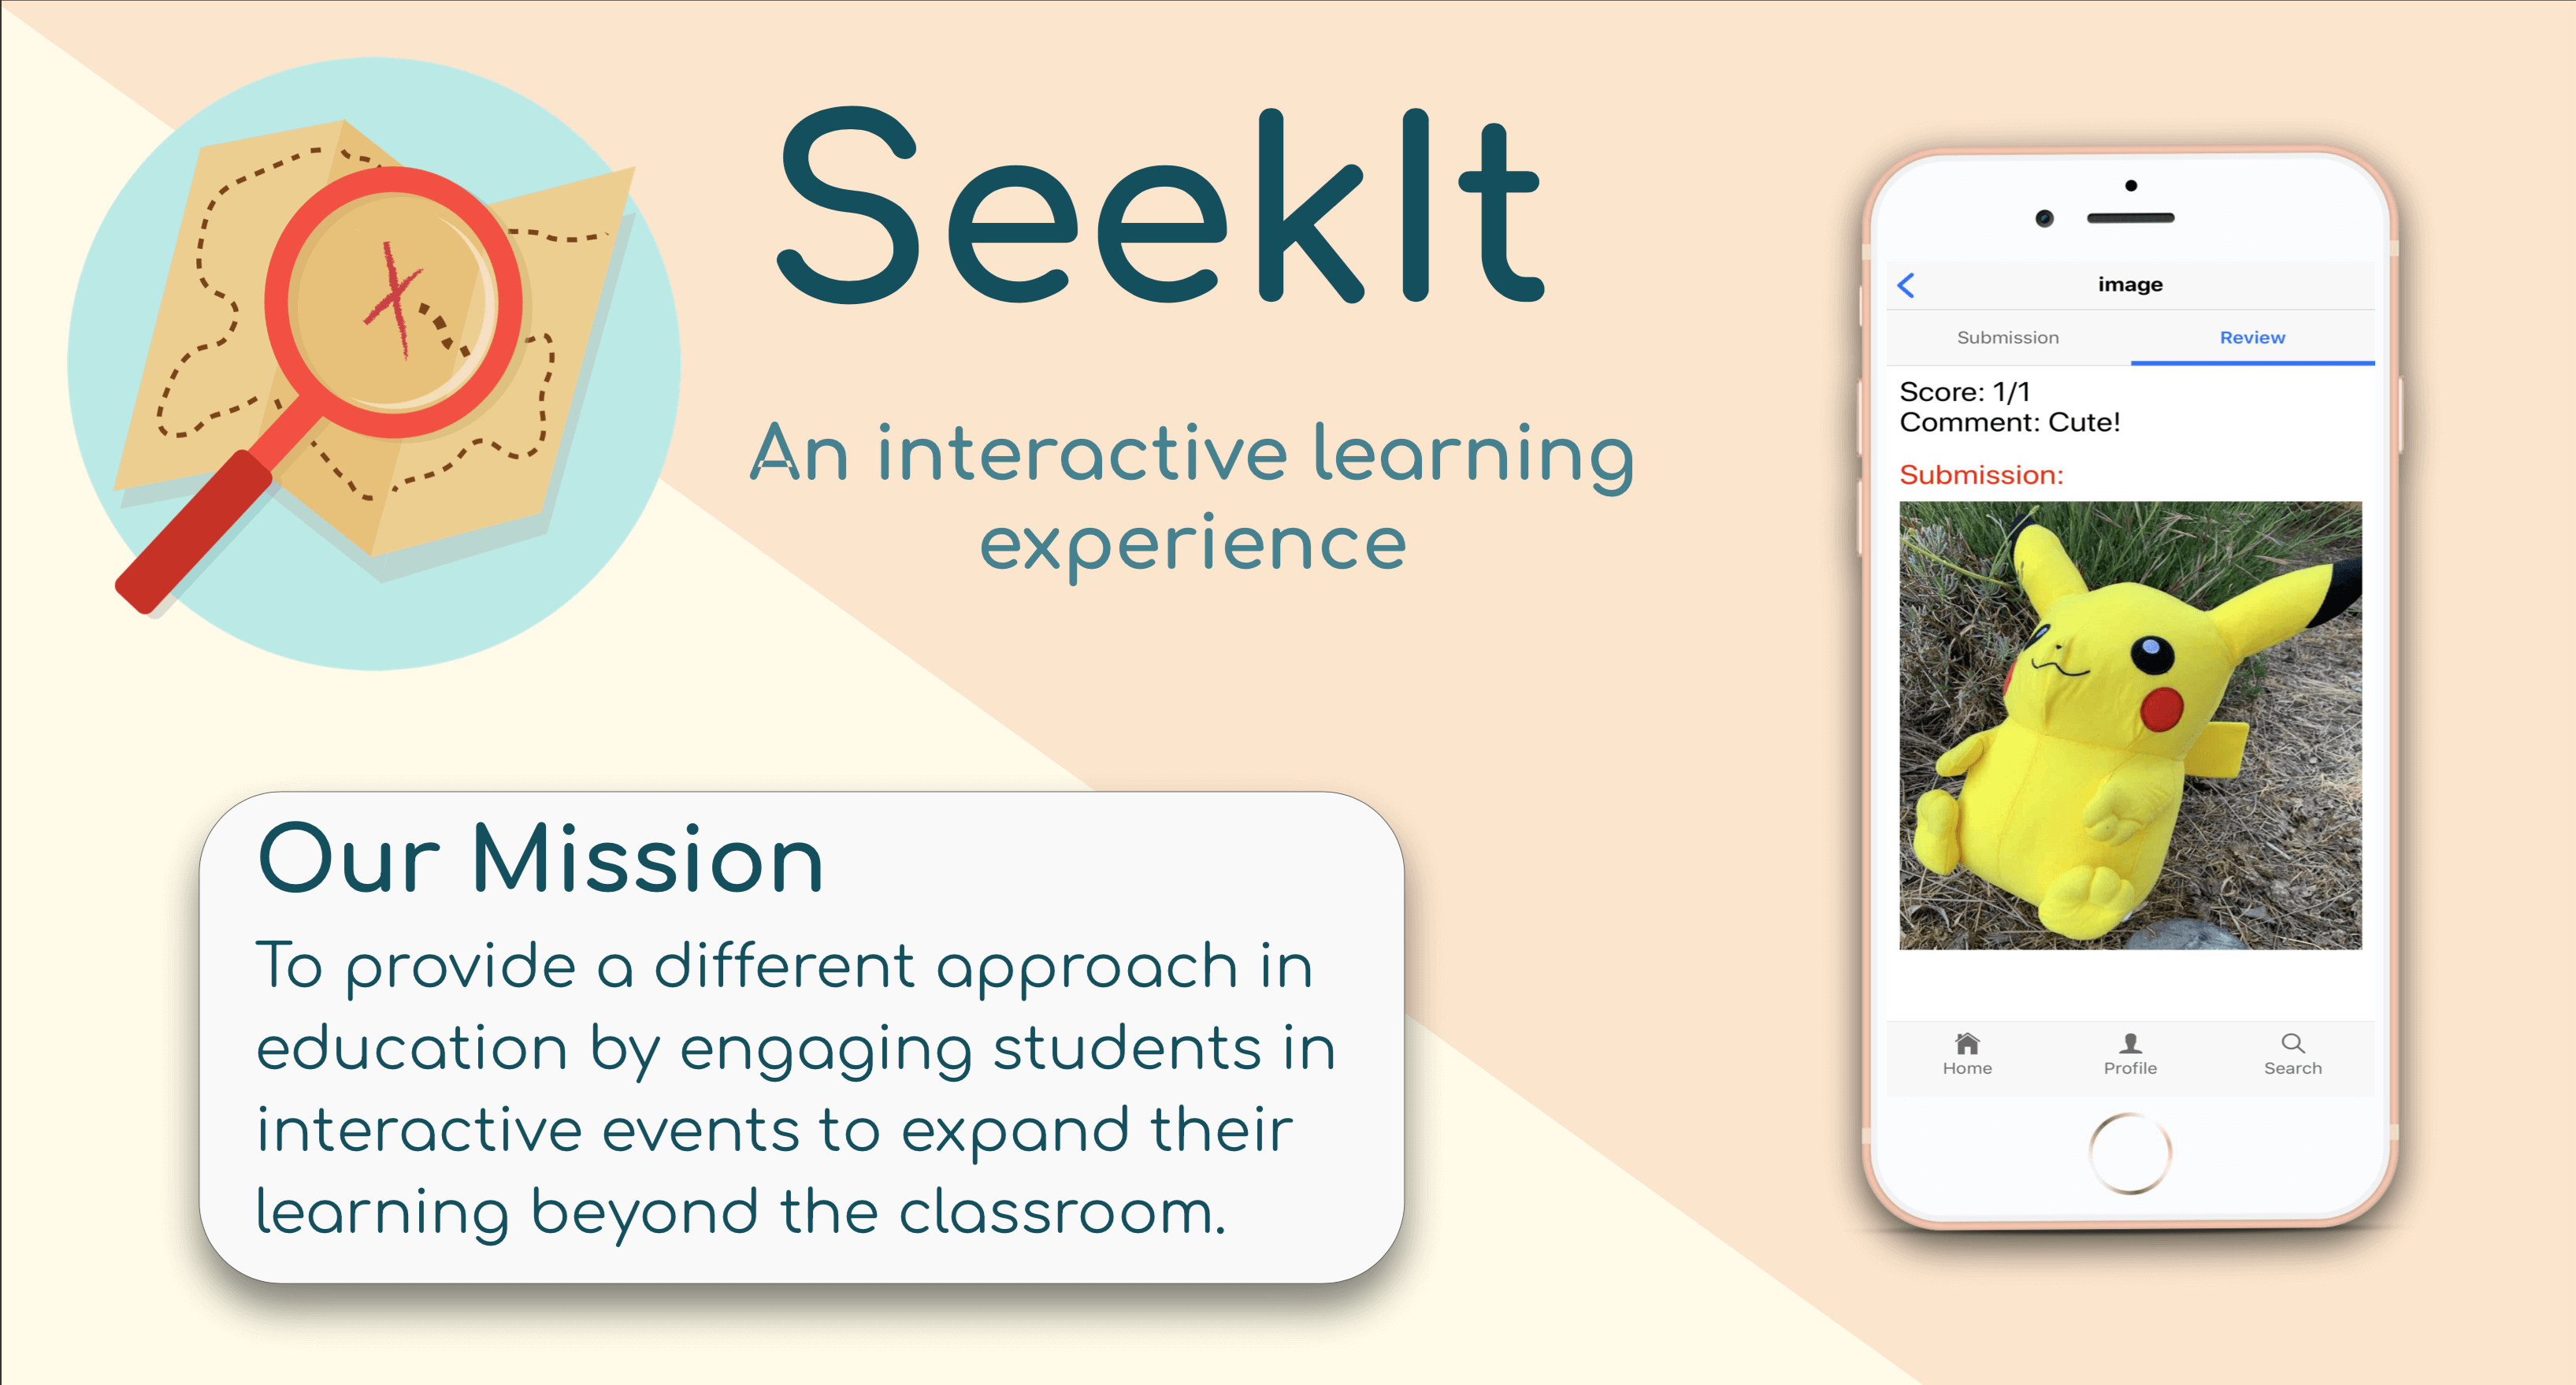 SeekIt
An interactive learning
experience
Our Mission
To provide a different approach in
education by engaging students in
interactive events to expand their
learning beyond the classroom.
image
Submission
Review
Score: 1/1
Comment: Cute!
Submission:
Home
Profile
Search